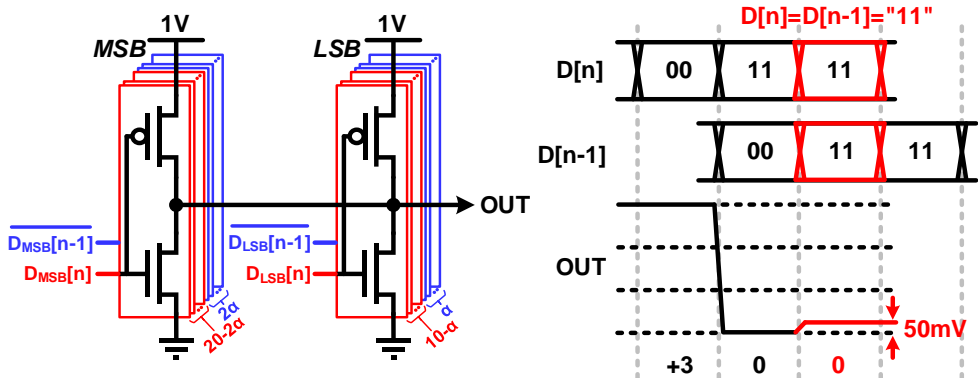 1V
MSB
1V
LSB
OUT
D̅MSB[n-1]
DMSB[n]
2α
20-2α
D̅LSB[n-1]
DLSB[n]
α
10-α
D[n]=D[n-1]="11"
D[n]
00
11
11
D[n-1]
00
11
11
OUT
50mV
+3
0
0